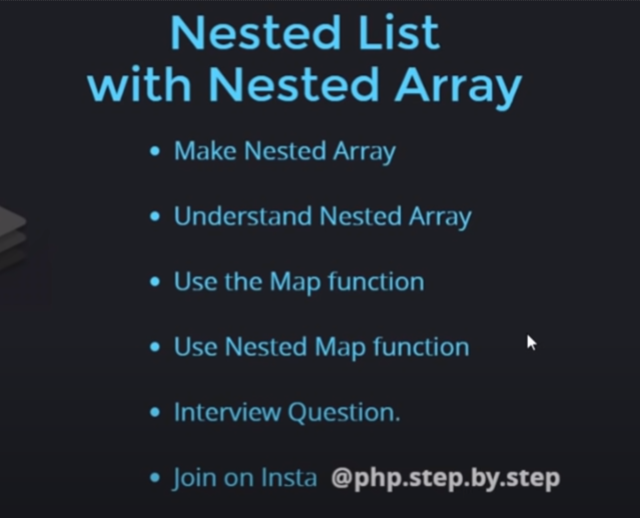 Nested List
with Nested Array
• Make Nested Array
• Understand Nested Array
• Use the Map function
• Use Nested Map function
• Interview Question.
• Join on Insta @php.step.by.step